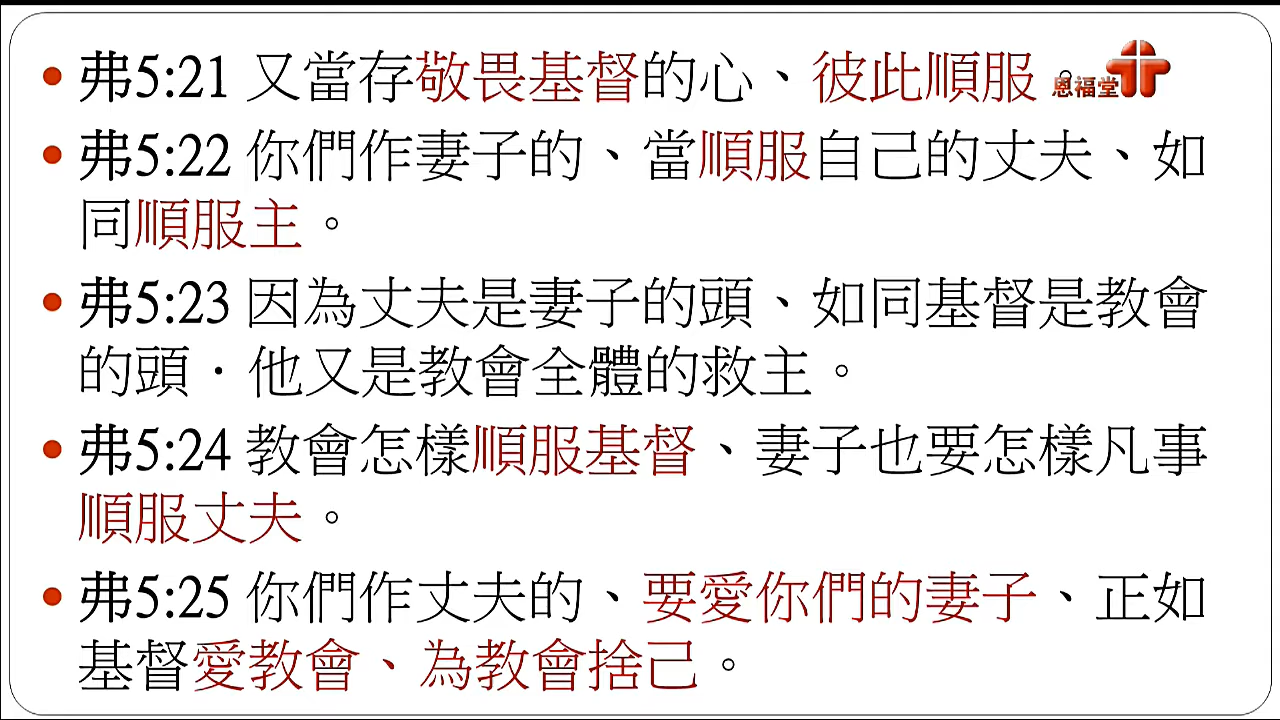 • 弗5:21 又當存敬畏基督的心、彼此順服。
恩福堂
• 弗5:22 你們作妻子的、當順服自己的丈夫、如
同順服主。
• 弗5:23 因為丈夫是妻子的頭、如同基督是教會
的頭．他又是教會全體的救主。
• 弗5:24 教會怎樣順服基督、妻子也要怎樣凡事
順服丈夫。
• 弗5:25 你們作丈夫的、要愛你們的妻子、正如
基督愛教會、為教會捨己。